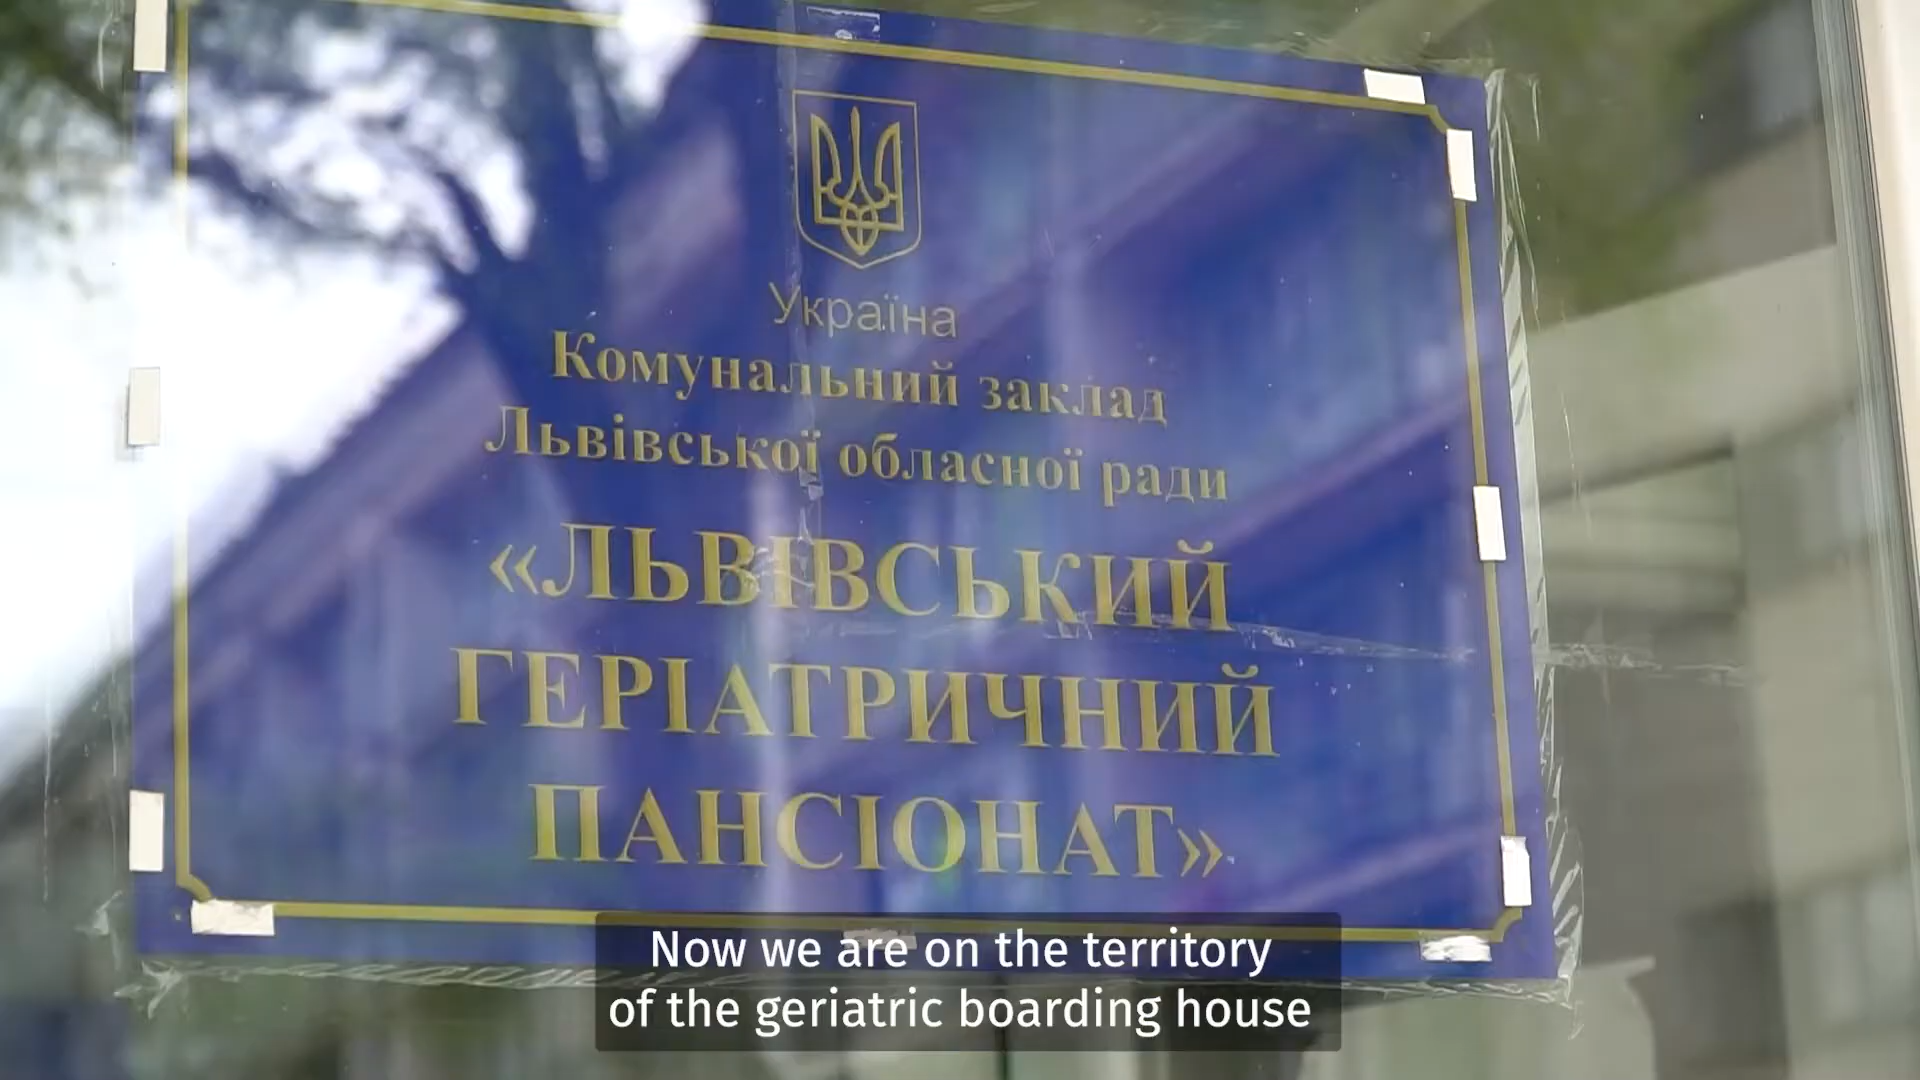 Україна
Комунальний заклад
Львівської обласної ради
«ЛЬВІВСЬКИЙ
ГЕРІАТРИЧНИЙ
ПАНСІОНАТ»
Now we are on the territory
of the geriatric boarding house